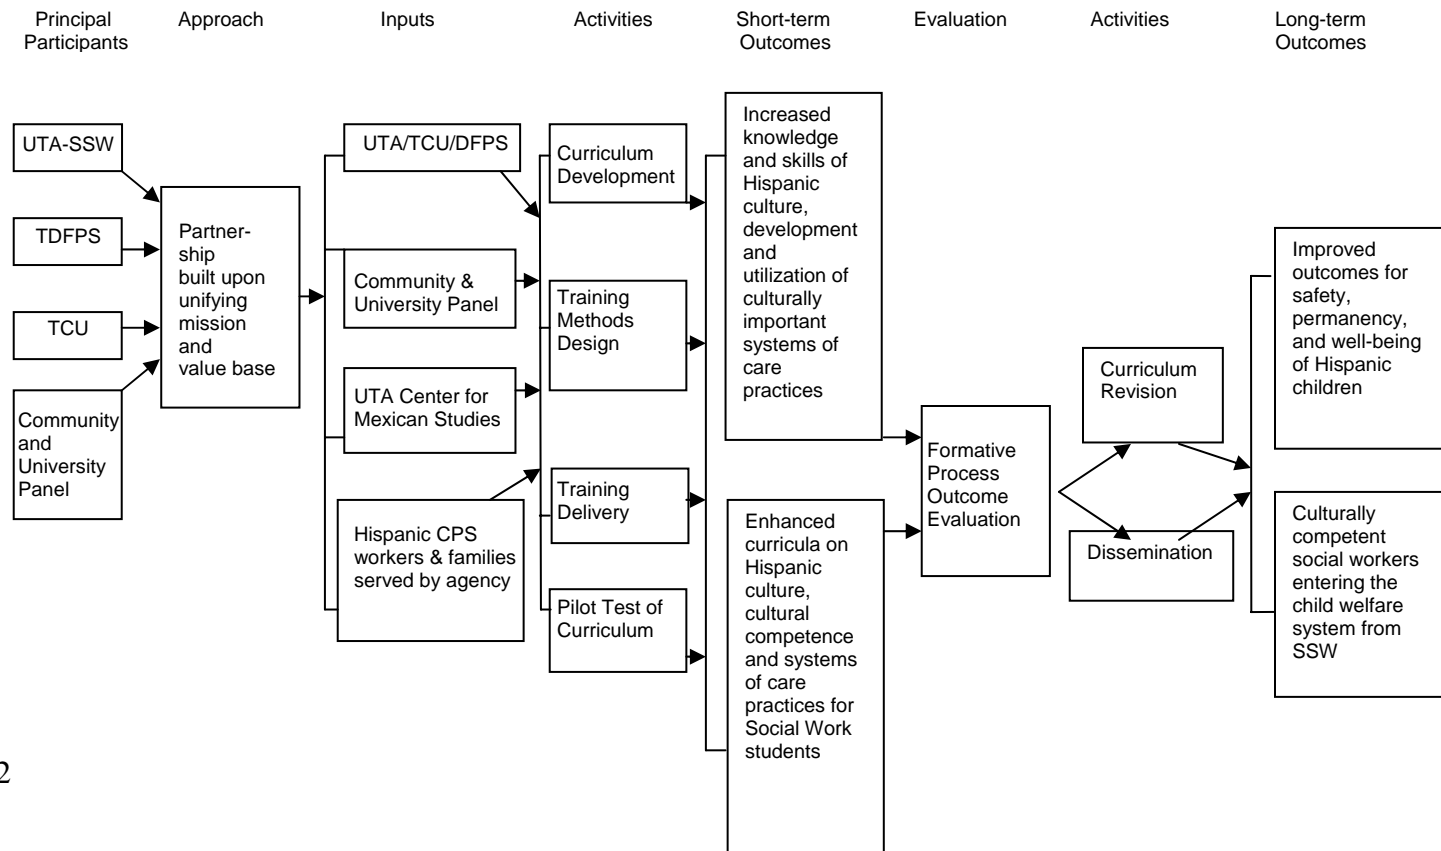 Principal
Participants
Approach
Inputs
Activities
Short-term
Outcomes
Evaluation
Activities
Long-term
Outcomes
UTA-SSW
TDFPS
TCU
Community
and
University
Panel
Partner-
ship
built upon
unifying
mission
and
value base
UTA/TCU/DFPS
Community &
University Panel
UTA Center for
Mexican Studies
Hispanic CPS
workers & families
served by agency
Curriculum
Development
Training
Methods
Design
Training
Delivery
Pilot Test of
Curriculum
Increased
knowledge
and skills of
Hispanic
culture,
development
and
utilization of
culturally
important
systems of
care
practices
Enhanced
curricula on
Hispanic
culture,
cultural
competence
and systems
of care
practices for
Social Work
students
Formative
Process
Outcome
Evaluation
Curriculum
Revision
Dissemination
Improved
outcomes for
safety,
permanency,
and well-being
of Hispanic
children
Culturally
competent
social workers
entering the
child welfare
system from
SSW
2